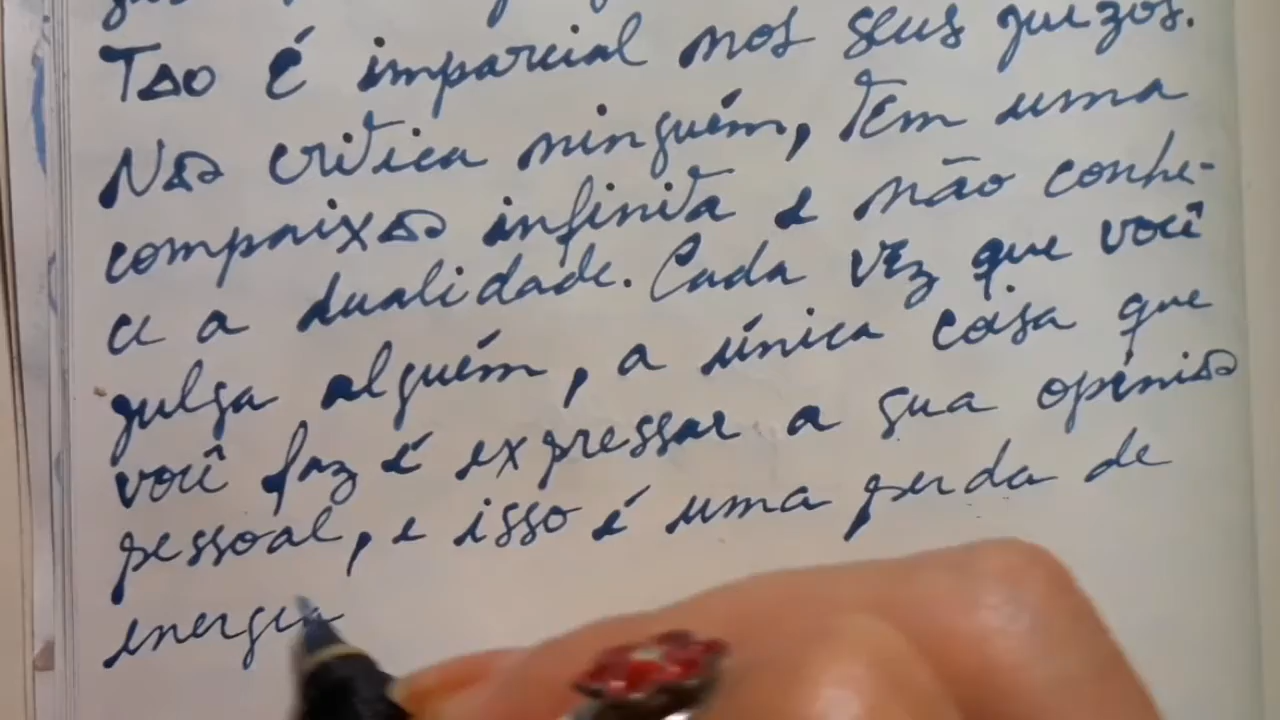 Tao É imparcial nos seus juízos.
Não critica ninguém, tem uma
compaixão infinita e não conhe-
ce a dualidade. Cada vez que você
julga alguém, a única coisa que
você faz é expressar a sua opinião
pessoal, e isso é uma perda de
energia